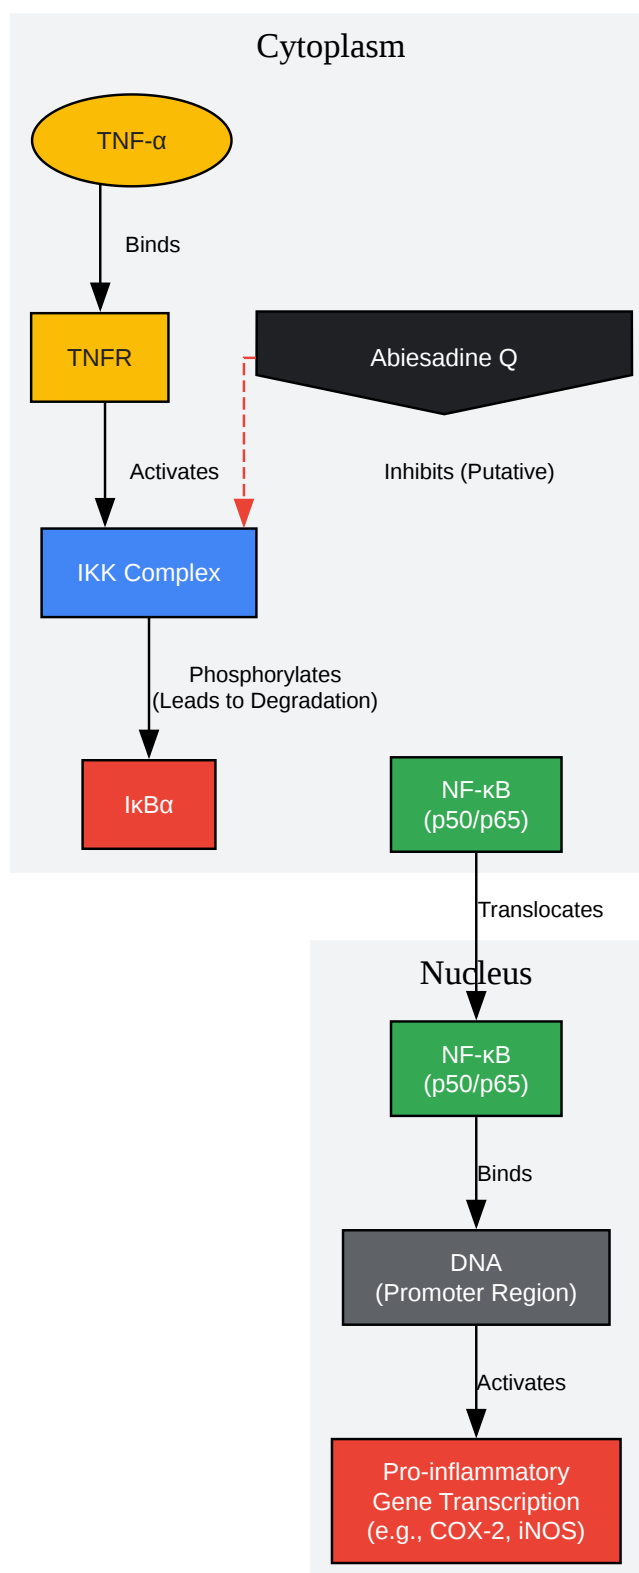 Cytoplasm
TNF-α
Binds
TNFR
Abiesadine Q
Activates
Inhibits (Putative)
IKK Complex
Phosphorylates
(Leads to Degradation)
IκBα
NF-κB
(p50/p65)
Translocates
Nucleus
NF-κB
(p50/p65)
Binds
DNA
(Promoter Region)
Activates
Pro-inflammatory
Gene Transcription
(e.g., COX-2, iNOS)